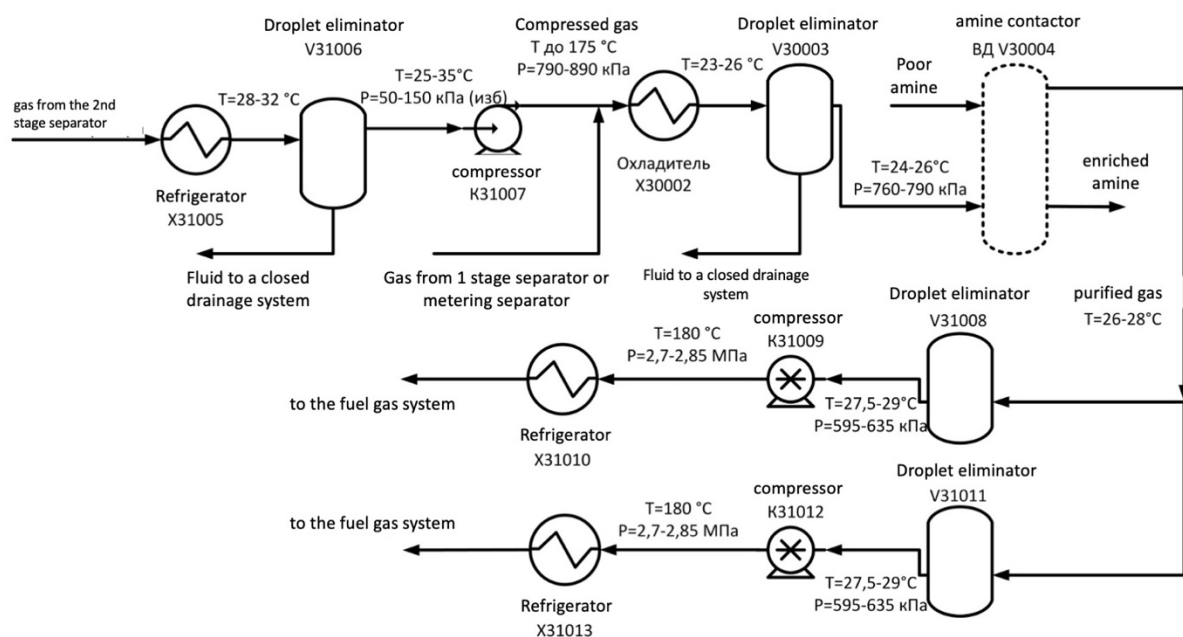 Droplet eliminator
V31006
Compressed gas
Т до 175 °C
P=790-890 кПа
Droplet eliminator
V30003
amine contactor
ВД V30004
gas from the 2nd
stage separator
T=28-32 °C
T=25-35°C
P=50-150 кПа (изб)
T=23-26 °C
Poor
amine
Refrigerator
X31005
compressor
К31007
Охладитель
X30002
T=24-26°C
P=760-790 кПа
enriched
amine
Fluid to a closed
drainage system
Gas from 1 stage separator or
metering separator
Fluid to a closed drainage
system
Droplet eliminator
V31008
purified gas
T=26-28°C
compressor
К31009
T=180 °C
P=2,7-2,85 МПа
to the fuel gas system
T=27,5-29°C
P=595-635 кПа
Refrigerator
X31010
Droplet eliminator
V31011
compressor
К31012
T=180 °C
P=2,7-2,85 МПа
to the fuel gas system
T=27,5-29°C
P=595-635 кПа
Refrigerator
X31013